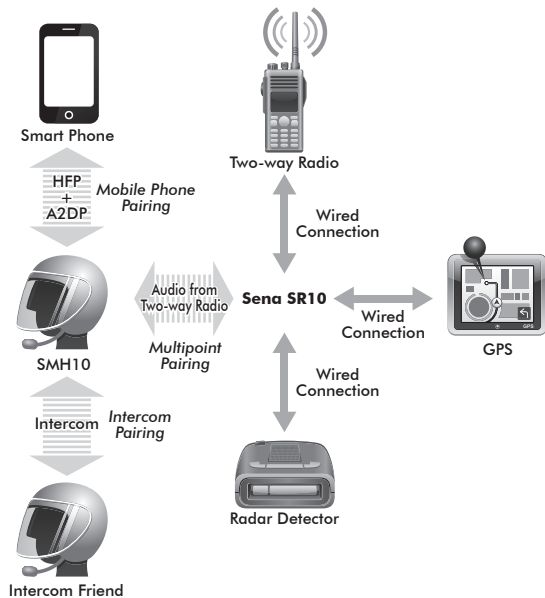 Smart Phone
Two-way Radio
HFP
+
A2DP
Mobile Phone
Pairing
Wired
Connection
Audio from
Two-way Radio
Sena SR10
Wired
Connection
GPS
GPS
SMH10
Multipoint
Pairing
Wired
Connection
Intercom
Intercom
Pairing
Radar Detector
Intercom Friend